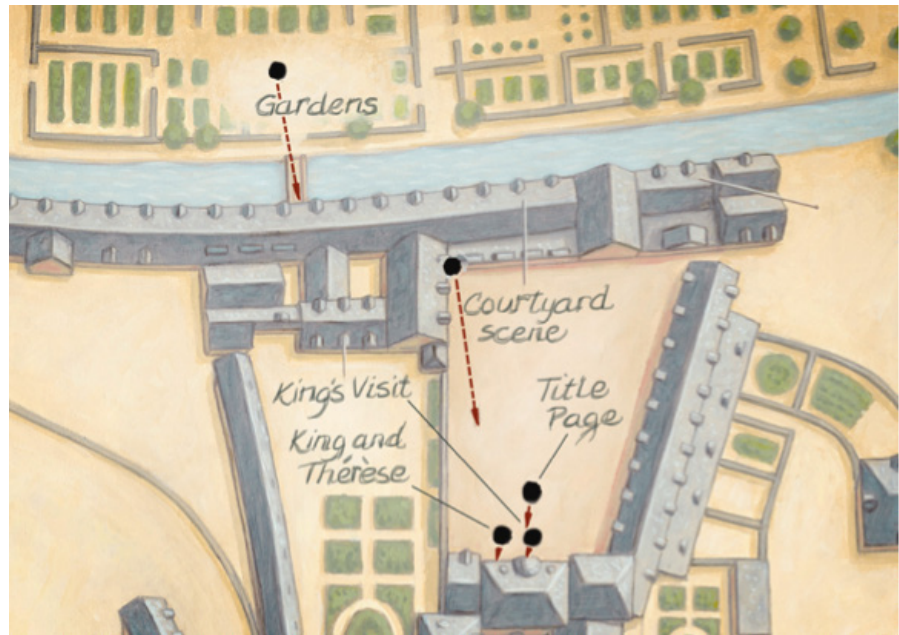 Gardens
Courtyard
scene
King's Visit
Title
Page
King and
Thérèse